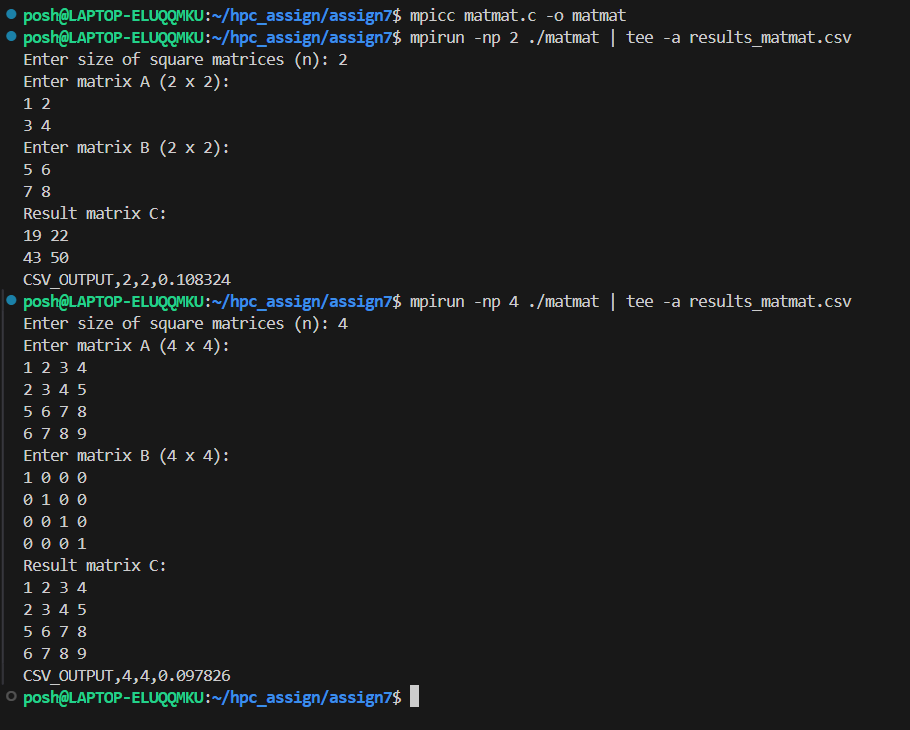 posh@LAPTOP-ELUQQMKU:~/hpc_assign/assign7$ mpicc matmat.c -o matmat
posh@LAPTOP-ELUQQMKU:~/hpc_assign/assign7$ mpirun -np 2 ./matmat | tee -a results_matmat.csv
Enter size of square matrices (n): 2
Enter matrix A (2 x 2):
1 2
3 4
Enter matrix B (2 x 2):
5 6
7 8
Result matrix C:
19 22
43 50
CSV_OUTPUT,2,2,0.108324
posh@LAPTOP-ELUQQMKU:~/hpc_assign/assign7$ mpirun -np 4 ./matmat | tee -a results_matmat.csv
Enter size of square matrices (n): 4
Enter matrix A (4 x 4):
1 2 3 4
2 3 4 5
5 6 7 8
6 7 8 9
Enter matrix B (4 x 4):
1 0 0 0
0 1 0 0
0 0 1 0
0 0 0 1
Result matrix C:
1 2 3 4
2 3 4 5
5 6 7 8
6 7 8 9
CSV_OUTPUT,4,4,0.097826
posh@LAPTOP-ELUQQMKU:~/hpc_assign/assign7$